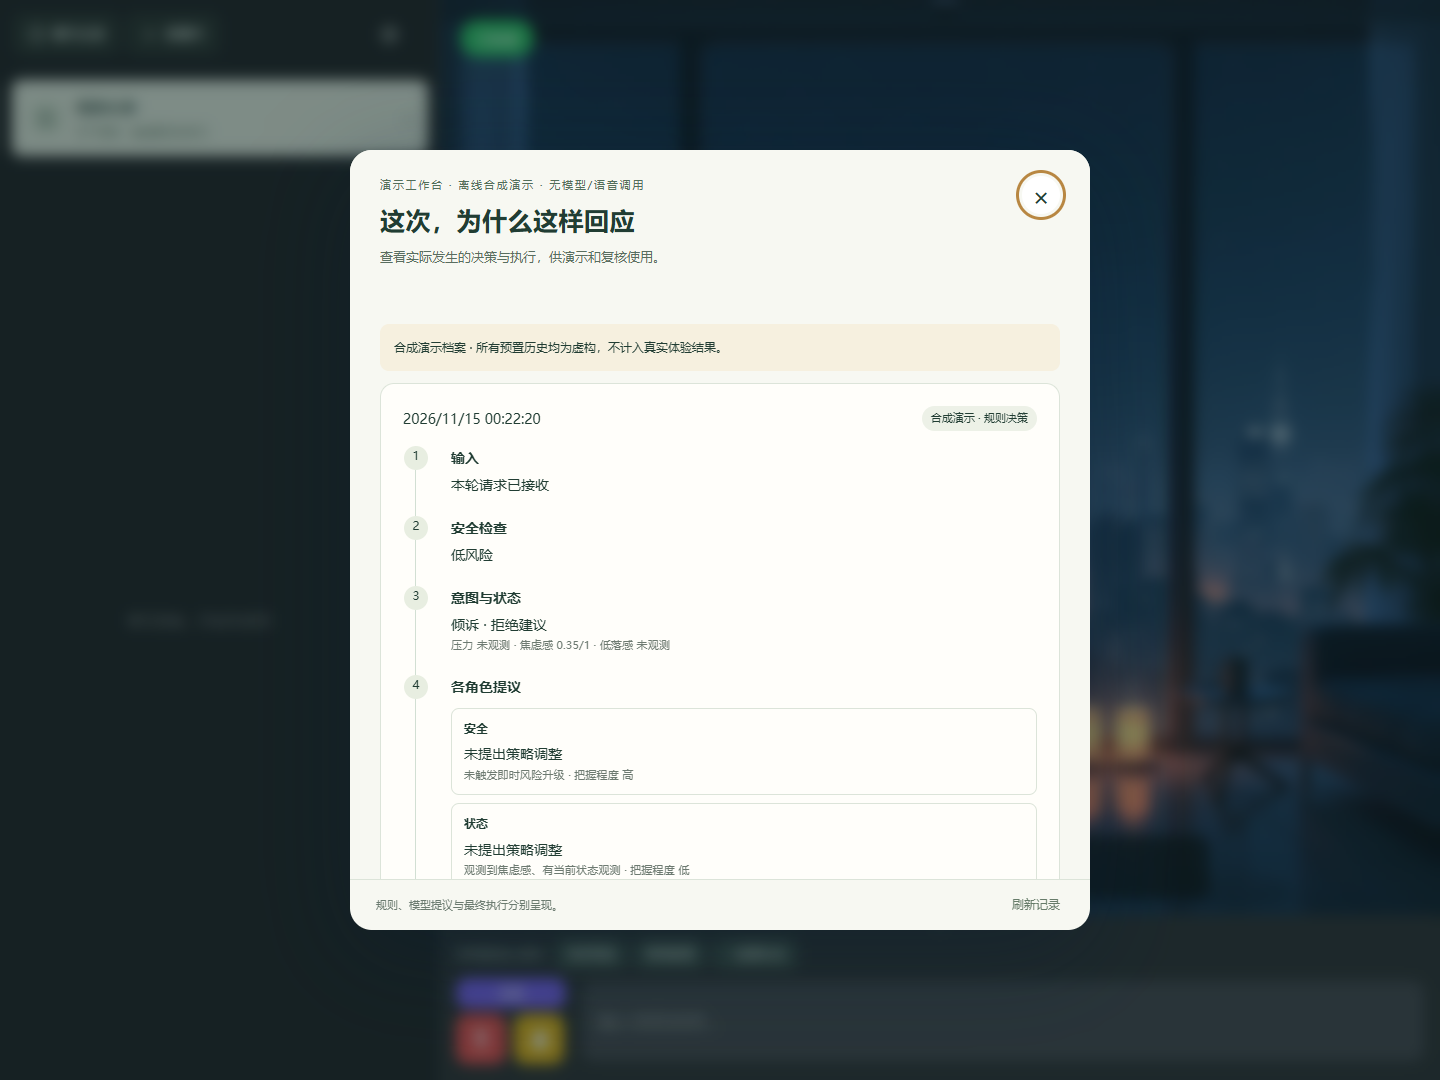 演示工作台 · 离线合成演示 · 无模型/语音调用
这次，为什么这样回应
查看实际发生的决策与执行，供演示和复核使用。
合成演示档案 · 所有预置历史均为虚构，不计入真实体验结果。
2026/11/15 00:22:20
合成演示 · 规则决策
1
输入
本轮请求已接收
2
安全检查
低风险
3
意图与状态
倾诉 · 拒绝建议
压力 未观测 · 焦虑感 0.35/1 · 低落感 未观测
4
各角色提议
安全
未提出策略调整
未触发即时风险升级 · 把握程度 高
状态
未提出策略调整
观测到焦虑感、有当前状态观测 · 把握程度 低
规则、模型提议与最终执行分别呈现。
刷新记录